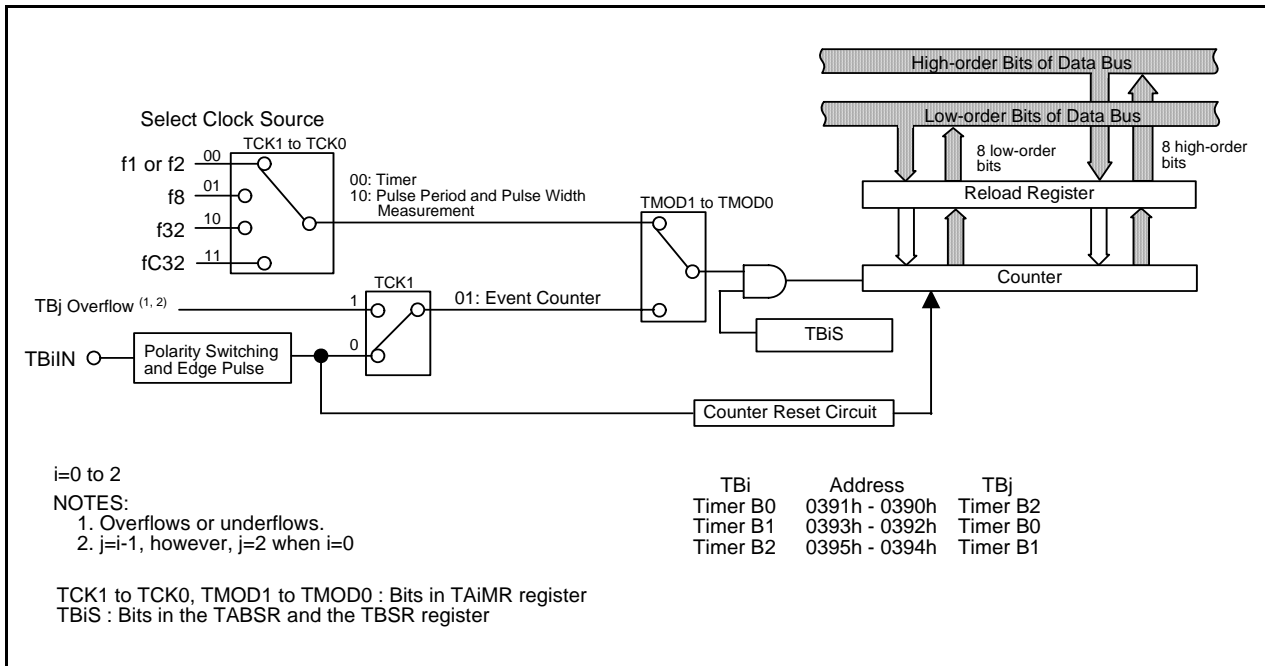 High-order Bits of Data Bus
Low-order Bits of Data Bus
Select Clock Source
TCK1 to TCK0
f1 or f2 00
f8 01
f32 10
fC32 11
00: Timer
10: Pulse Period and Pulse Width
Measurement
TMOD1 to TMOD0
8 low-order
bits
8 high-order
bits
Reload Register
Counter
TCK1
TBj Overflow (1, 2)
1
01: Event Counter
0
TBiIN
Polarity Switching
and Edge Pulse
TBiS
Counter Reset Circuit
i=0 to 2
NOTES:
1. Overflows or underflows.
2. j=i-1, however, j=2 when i=0
TBi Address TBj
Timer B0 0391h - 0390h Timer B2
Timer B1 0393h - 0392h Timer B0
Timer B2 0395h - 0394h Timer B1
TCK1 to TCK0, TMOD1 to TMOD0 : Bits in TAiMR register
TBiS : Bits in the TABSR and the TBSR register